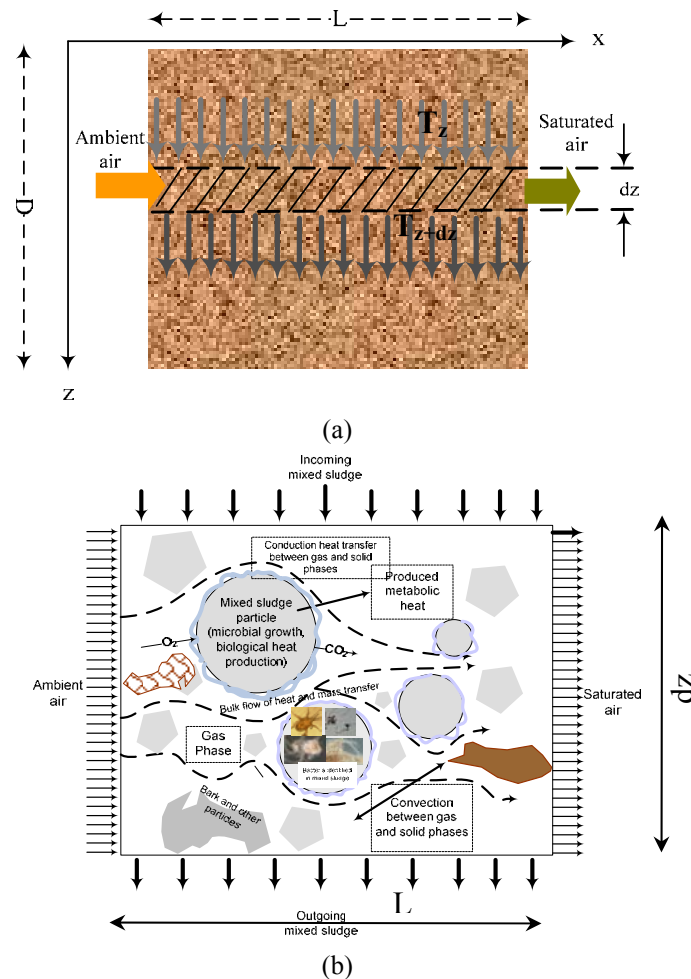 L
x
Ambient
air
T_z
Saturated
air
dz
D
T_z+dz
z
(a)
Incoming
mixed sludge
Conduction heat transfer
between gas and solid
phases
Produced
metabolic
heat
Mixed sludge
particle
(microbial growth,
biological heat
production)
O₂
CO₂
Ambient
air
Bulk flow of heat and mass transfer
Saturated
air
dz
Gas
Phase
in mixed sludge
Bark and other
particles
Convection
between gas
and solid phases
L
Outgoing
mixed sludge
(b)